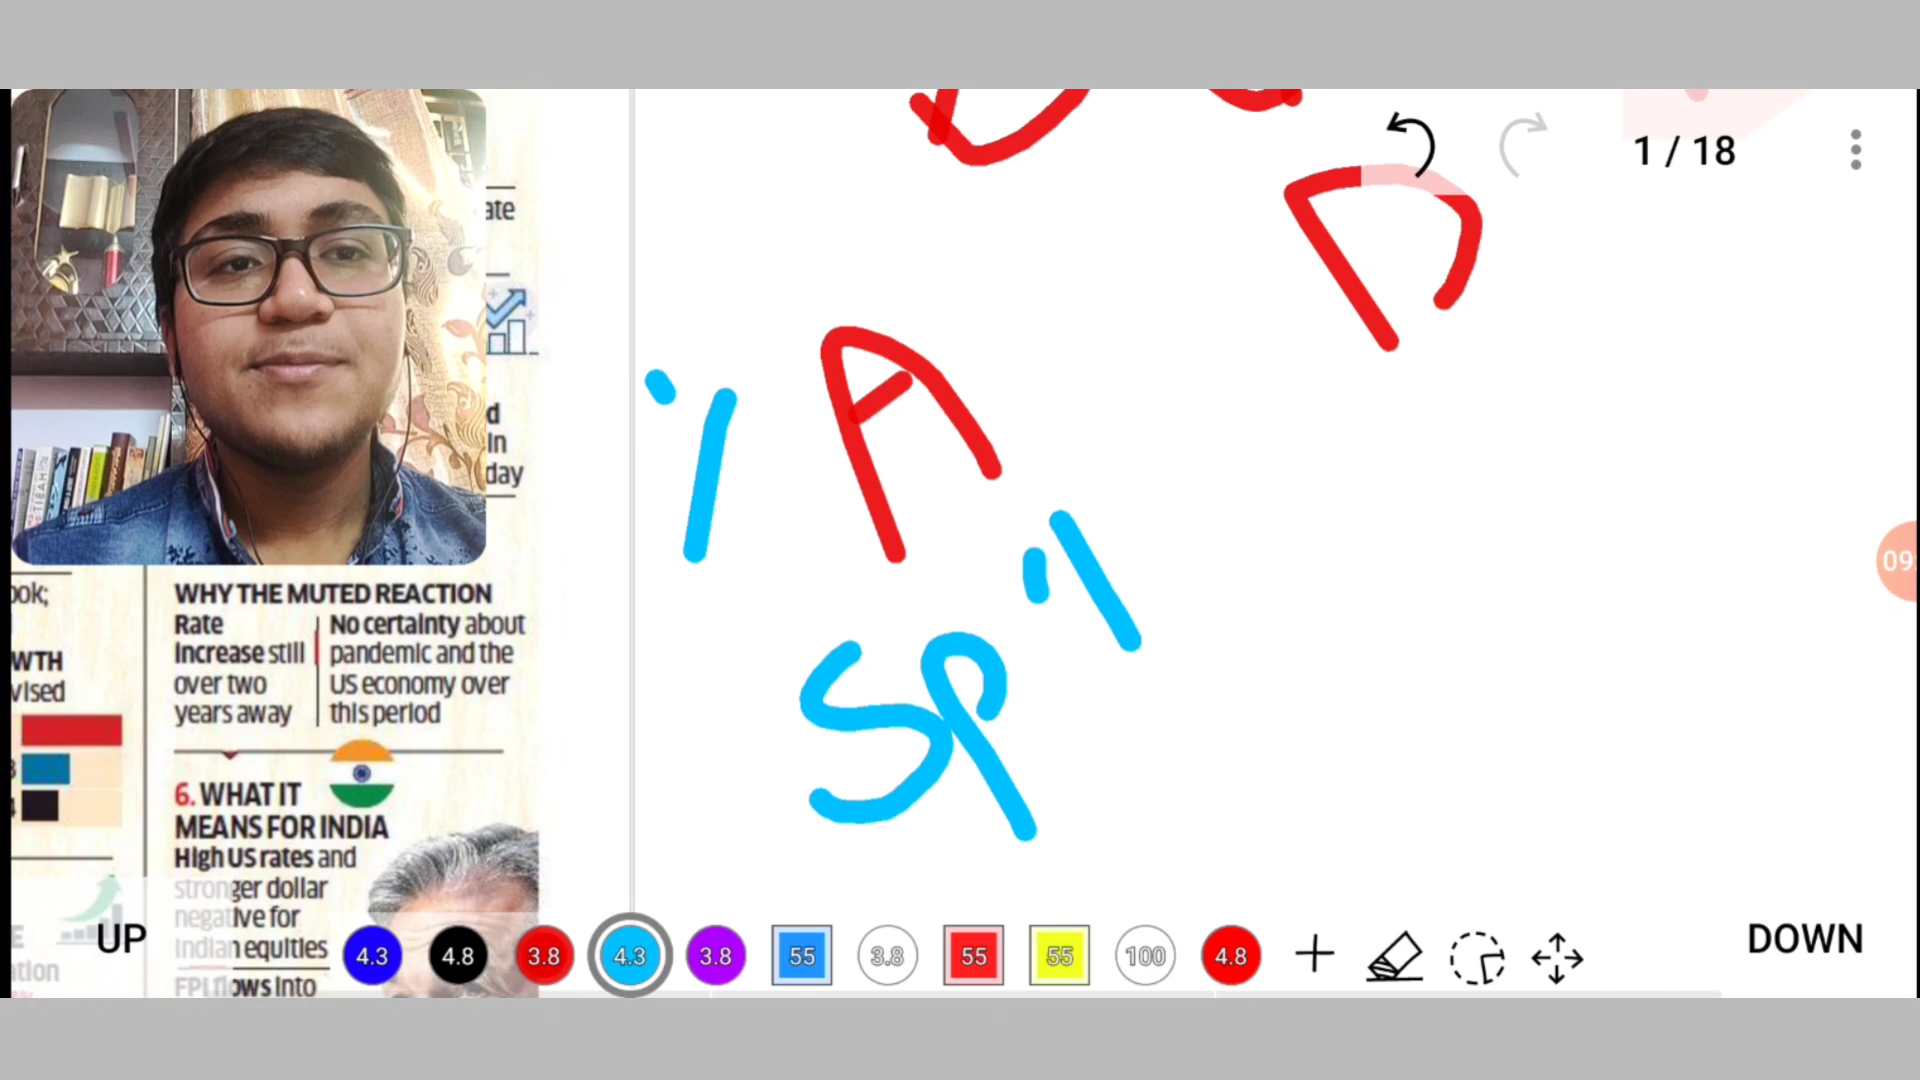 1 / 18
ate
d
in
day
ook;
WTH
vised
WHY THE MUTED REACTION
Rate
increase still
over two
years away
No certainty about
pandemic and the
US economy over
this period
6. WHAT IT
MEANS FOR INDIA
High US rates and
stronger dollar
negative for
Indian equities
FPI flows into
E
ation
D
A
SP
09
UP
4.3 4.8 3.8 4.3 3.8 55 3.8 55 55 100 4.8
DOWN